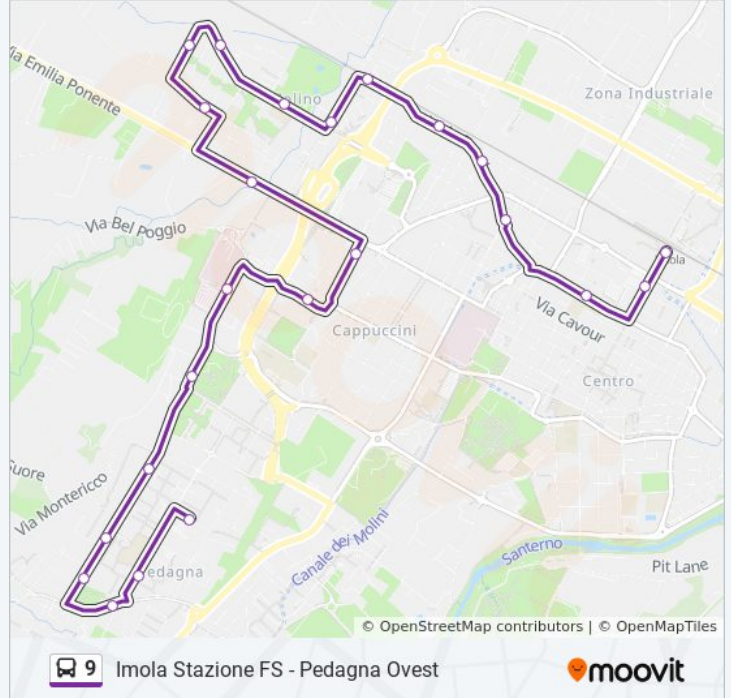 Via Emilia Ponente
Zona Industriale
Via Bel Poggio
Via Cavour
Cappuccini
Centro
Via Montericco
Canale dei Molini
Santerno
Pit Lane
© OpenStreetMap contributors | © OpenMapTiles
9 Imola Stazione FS - Pedagna Ovest
moovit